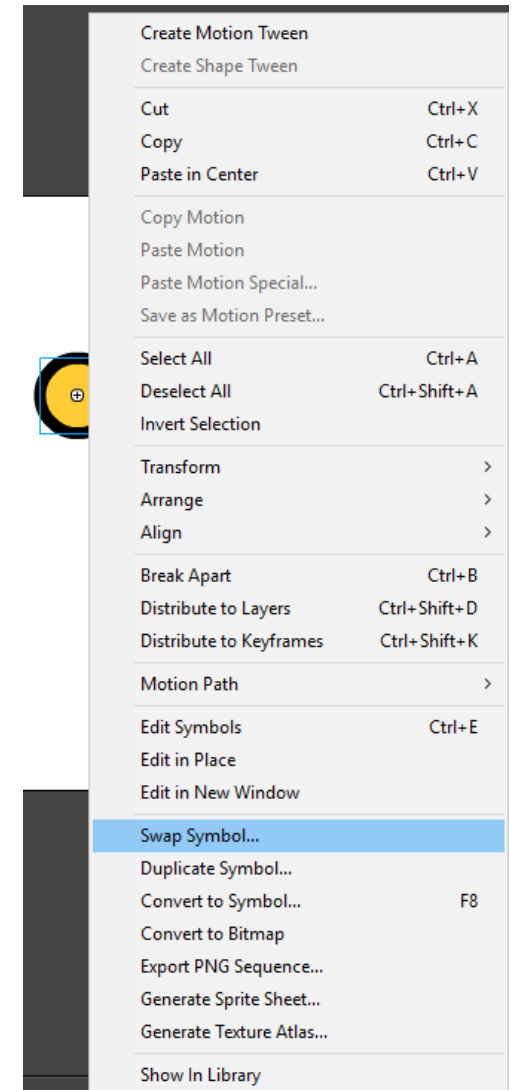 Create Motion Tween
Create Shape Tween
Cut Ctrl+X
Copy Ctrl+C
Paste in Center Ctrl+V
Copy Motion
Paste Motion
Paste Motion Special...
Save as Motion Preset...
Select All Ctrl+A
Deselect All Ctrl+Shift+A
Invert Selection
Transform >
Arrange >
Align >
Break Apart Ctrl+B
Distribute to Layers Ctrl+Shift+D
Distribute to Keyframes Ctrl+Shift+K
Motion Path >
Edit Symbols Ctrl+E
Edit in Place
Edit in New Window
Swap Symbol...
Duplicate Symbol...
Convert to Symbol... F8
Convert to Bitmap
Export PNG Sequence...
Generate Sprite Sheet...
Generate Texture Atlas...
Show In Library